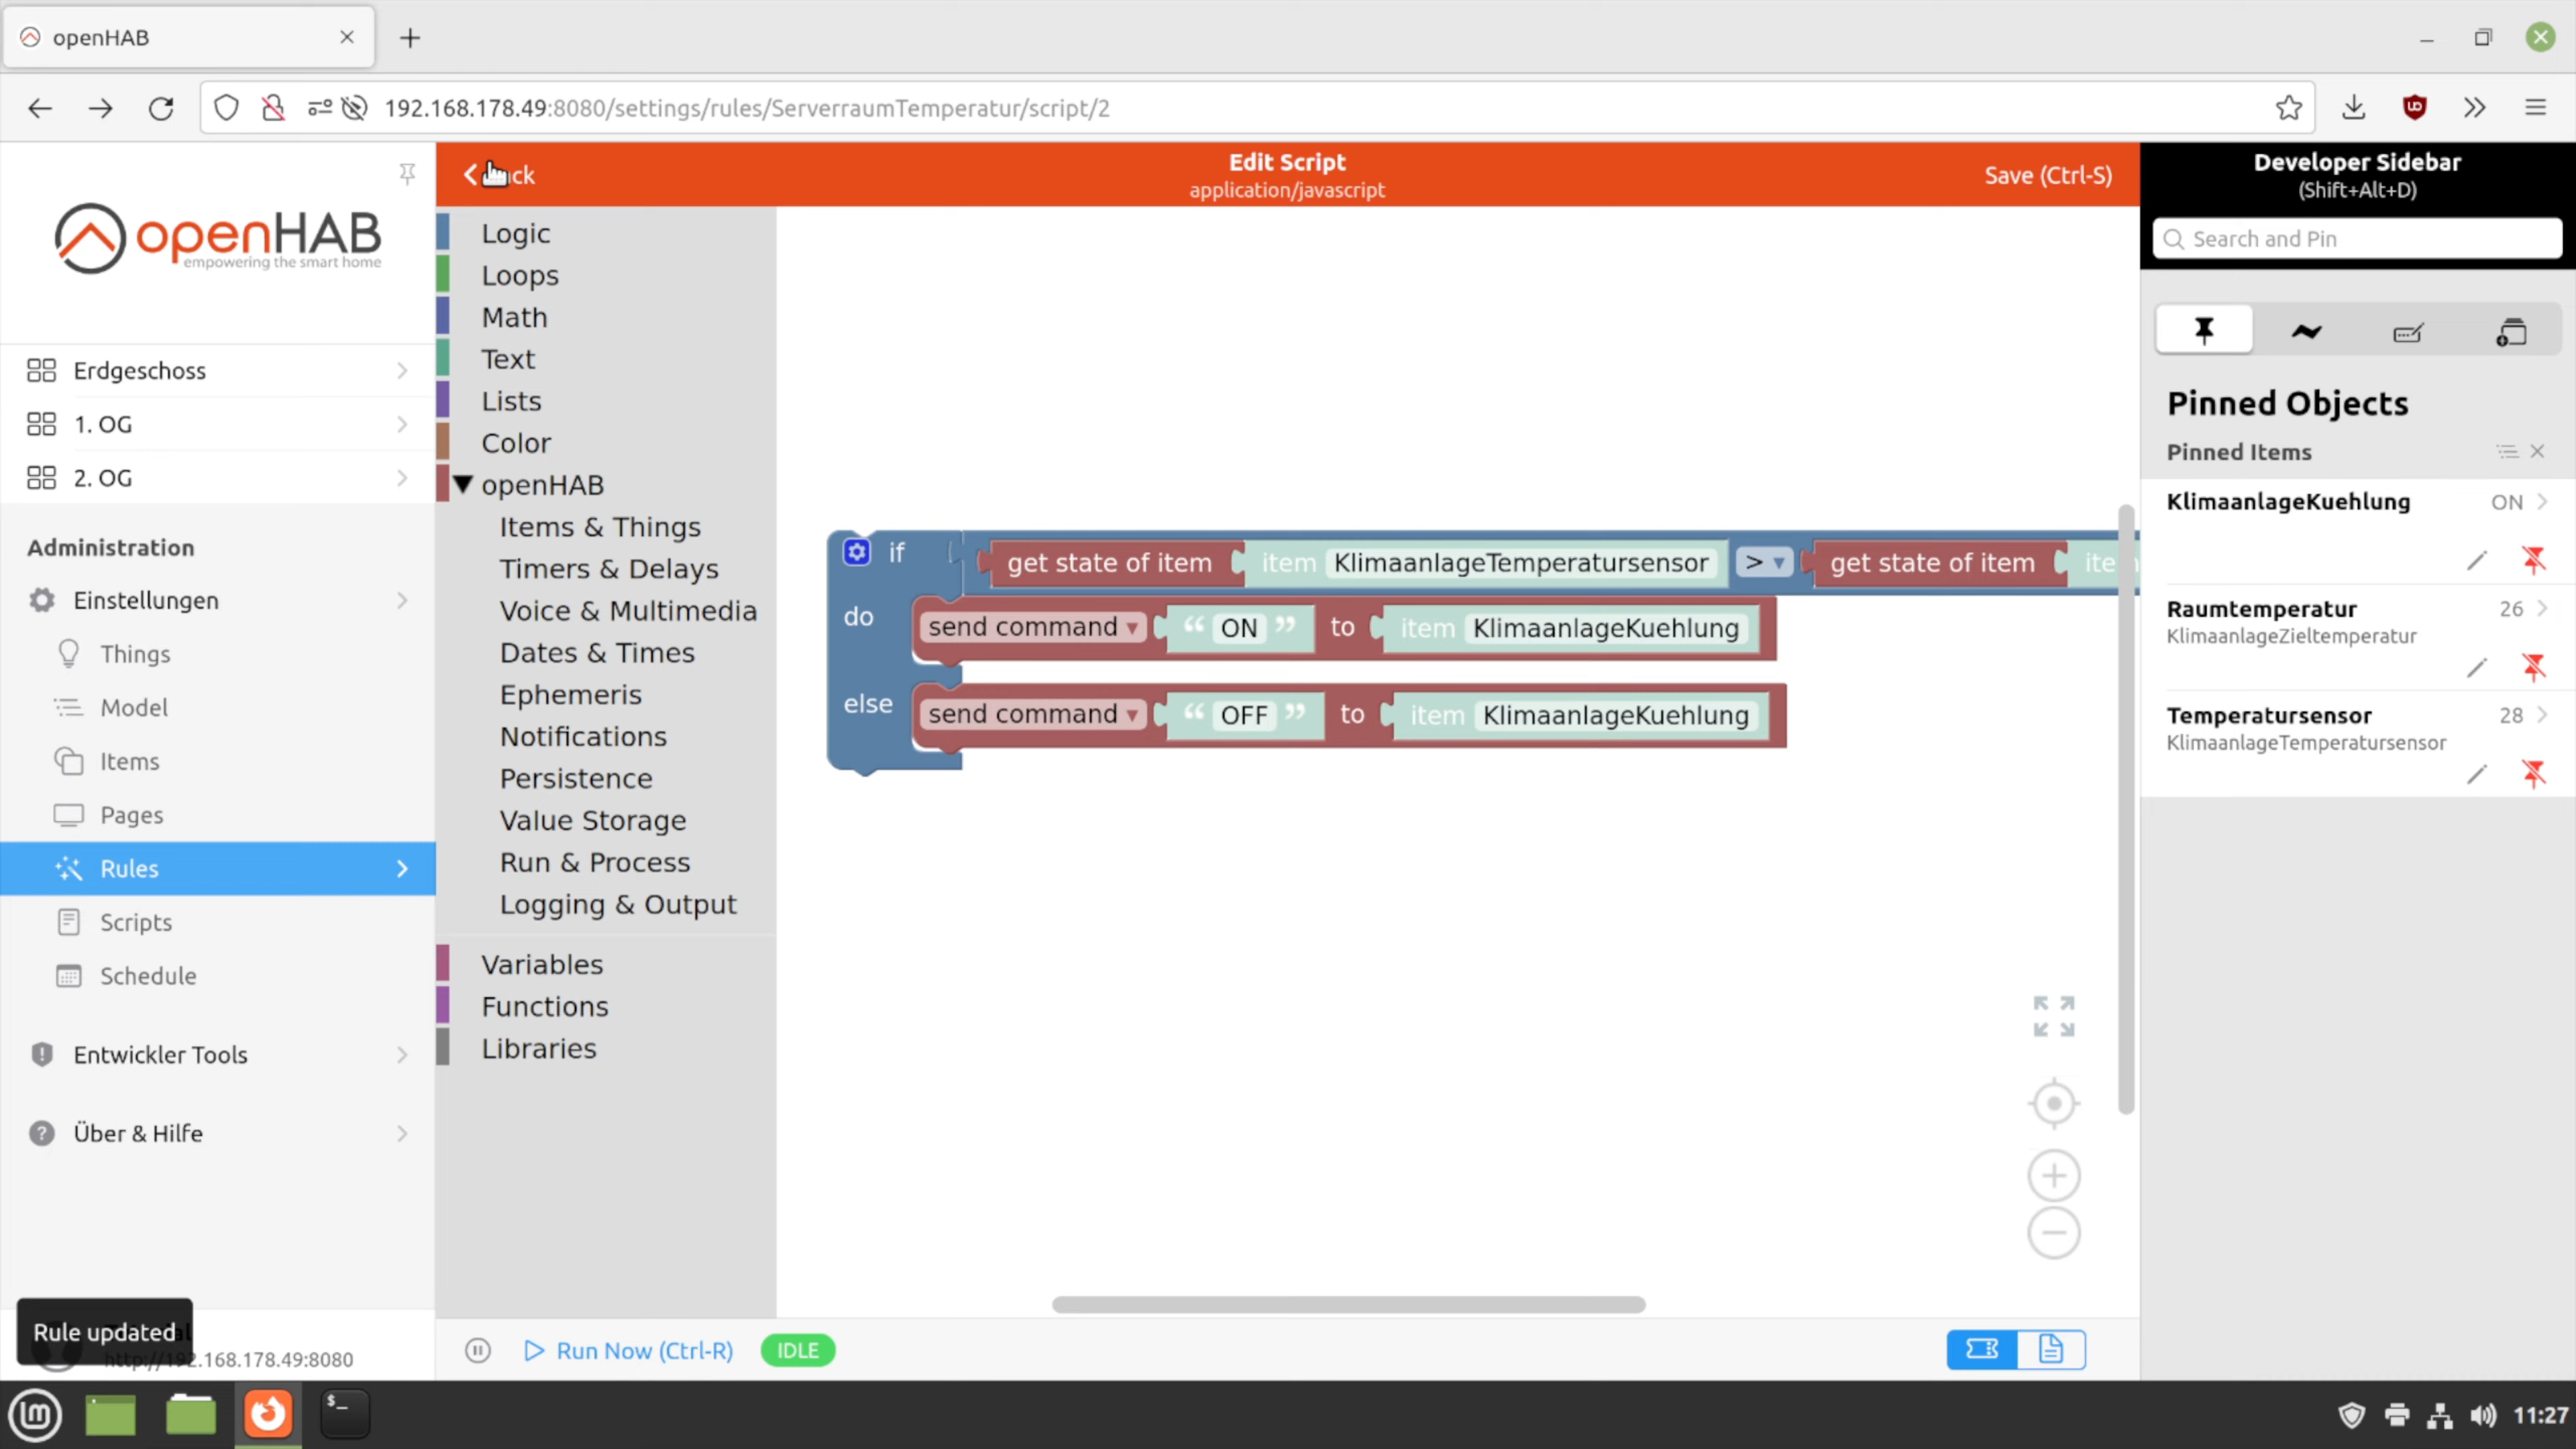 openHAB
192.168.178.49:8080/settings/rules/ServerraumTemperatur/script/2
openHAB
empowering the smart home
Erdgeschoss
1. OG
2. OG
Administration
Einstellungen
Things
Model
Items
Pages
Rules
Scripts
Schedule
Entwickler Tools
Über & Hilfe
Rule updated
http://192.168.178.49:8080
Edit Script
application/javascript
Save (Ctrl-S)
Logic
Loops
Math
Text
Lists
Color
openHAB
Items & Things
Timers & Delays
Voice & Multimedia
Dates & Times
Ephemeris
Notifications
Persistence
Value Storage
Run & Process
Logging & Output
Variables
Functions
Libraries
if get state of item item KlimaanlageTemperatursensor > get state of item
do send command “ ON ” to item KlimaanlageKuehlung
else send command “ OFF ” to item KlimaanlageKuehlung
Run Now (Ctrl-R) IDLE
Developer Sidebar
(Shift+Alt+D)
Search and Pin
Pinned Objects
Pinned Items
KlimaanlageKuehlung ON
Raumtemperatur 26
KlimaanlageZieltemperatur
Temperatursensor 28
KlimaanlageTemperatursensor
11:27